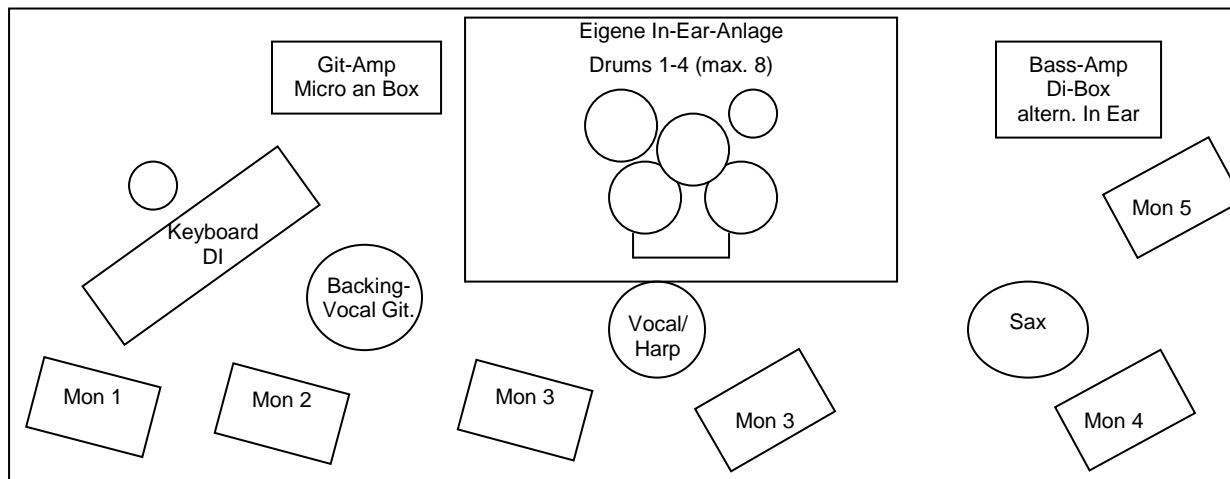 Eigene In-Ear-Anlage
Drums 1-4 (max. 8)
Git-Amp
Micro an Box
Bass-Amp
Di-Box
altern. In Ear
Mon 5
Keyboard
DI
Backing-
Vocal Git.
Vocal/
Harp
Sax
Mon 1
Mon 2
Mon 3
Mon 3
Mon 4